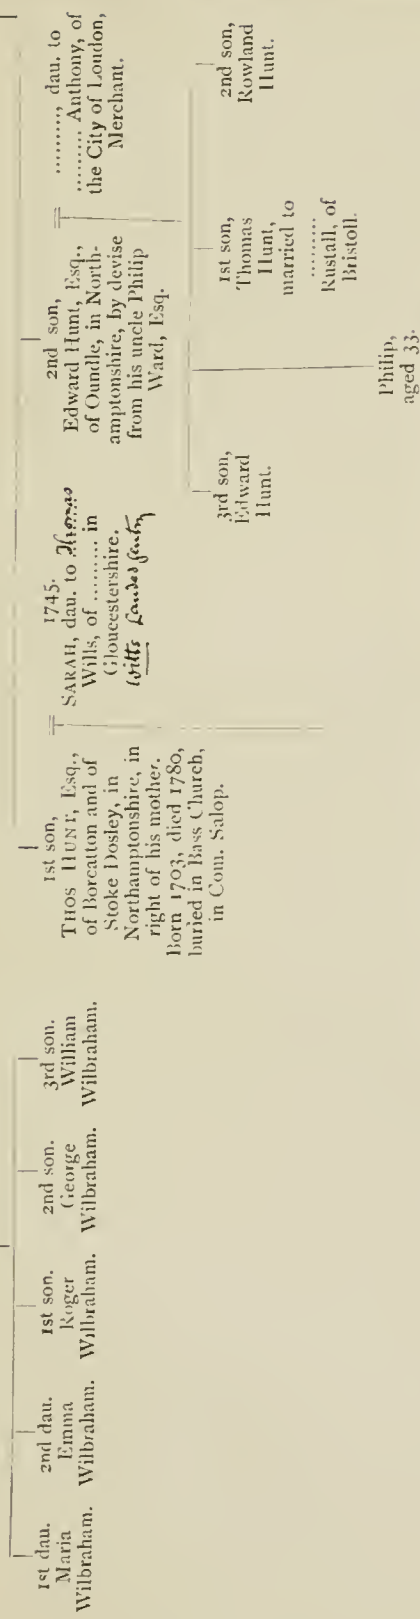 1st dau.
Maria
Wilbraham.
2nd dau.
Emma
Wilbraham.
1st son.
Roger
Wilbraham.
2nd son.
George
Wilbraham.
3rd son.
William
Wilbraham.
1st son,
THOS HUNT, Esq.,
of Borcatton and of
Stoke Dosley, in
Northamptonshire, in
right of his mother.
Born 1703, died 1780,
buried in Bass Church,
in Com. Salop.
1745.
SARAH, dau. to Thomas
Wills, of ......... in
Gloucestershire.
Witts Landed Gentry
2nd son,
Edward Hunt, Esq.,
of Oundle, in North-
amptonshire, by devise
from his uncle Philip
Ward, Esq.
.........., dau. to
......... Anthony, of
the City of London,
Merchant.
3rd son,
Edward
Hunt.
Philip,
aged 33.
1st son,
Thomas
Hunt,
married to
..........
Rustall, of
Bristoll.
2nd son,
Rowland
Hunt.